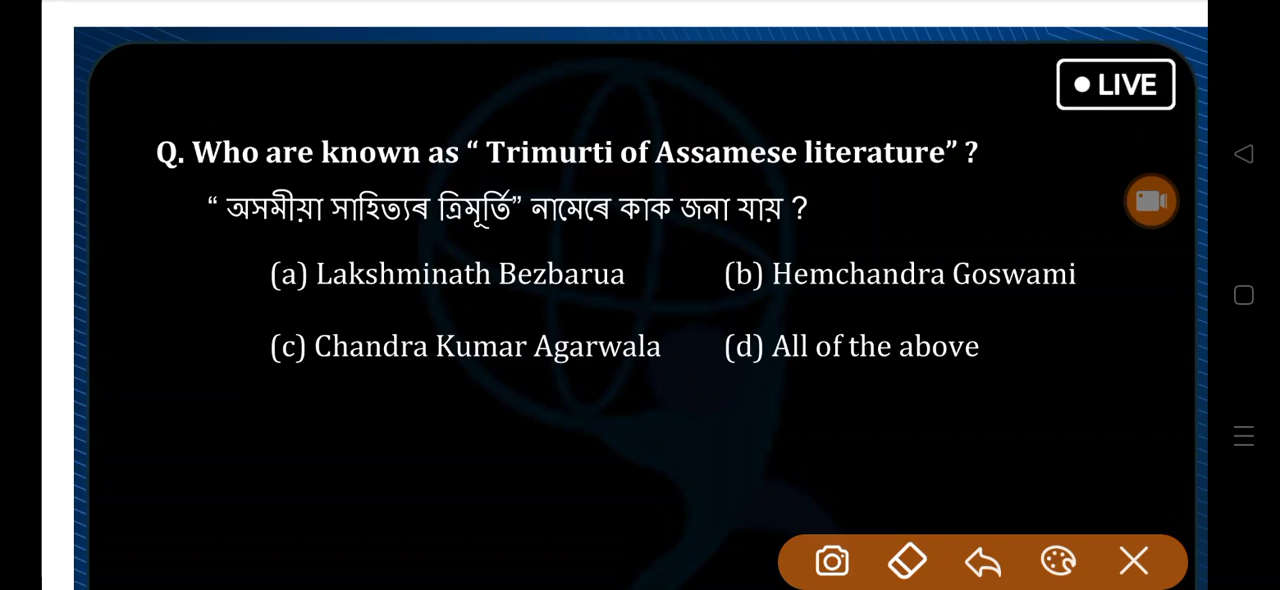 LIVE
Q. Who are known as “ Trimurti of Assamese literature” ?
“ অসমীয়া সাহিত্যৰ ত্ৰিমূৰ্তি” নামেৰে কাক জনা যায় ?
(a) Lakshminath Bezbarua (b) Hemchandra Goswami
(c) Chandra Kumar Agarwala (d) All of the above